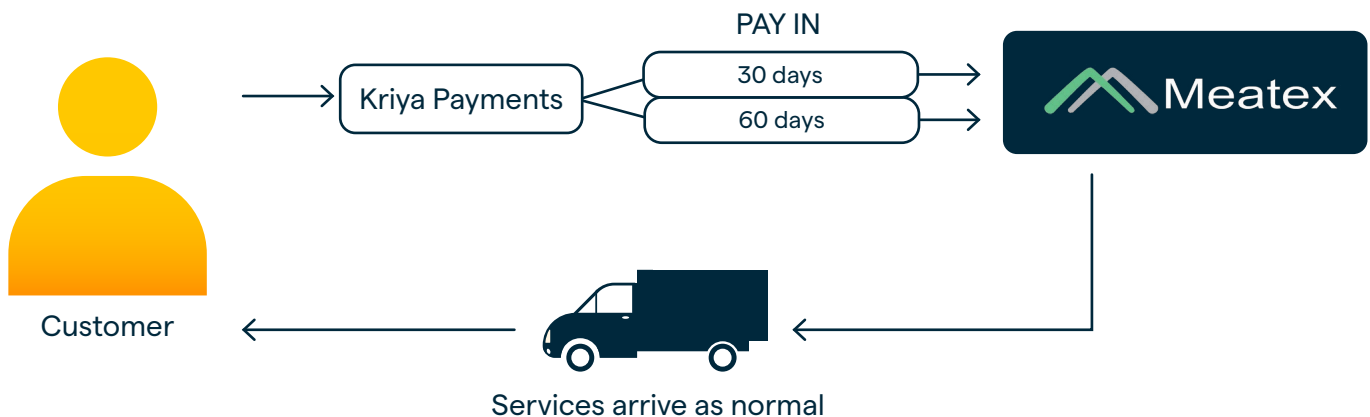 PAY IN
Kriya Payments
30 days
60 days
Meatex
Customer
Services arrive as normal